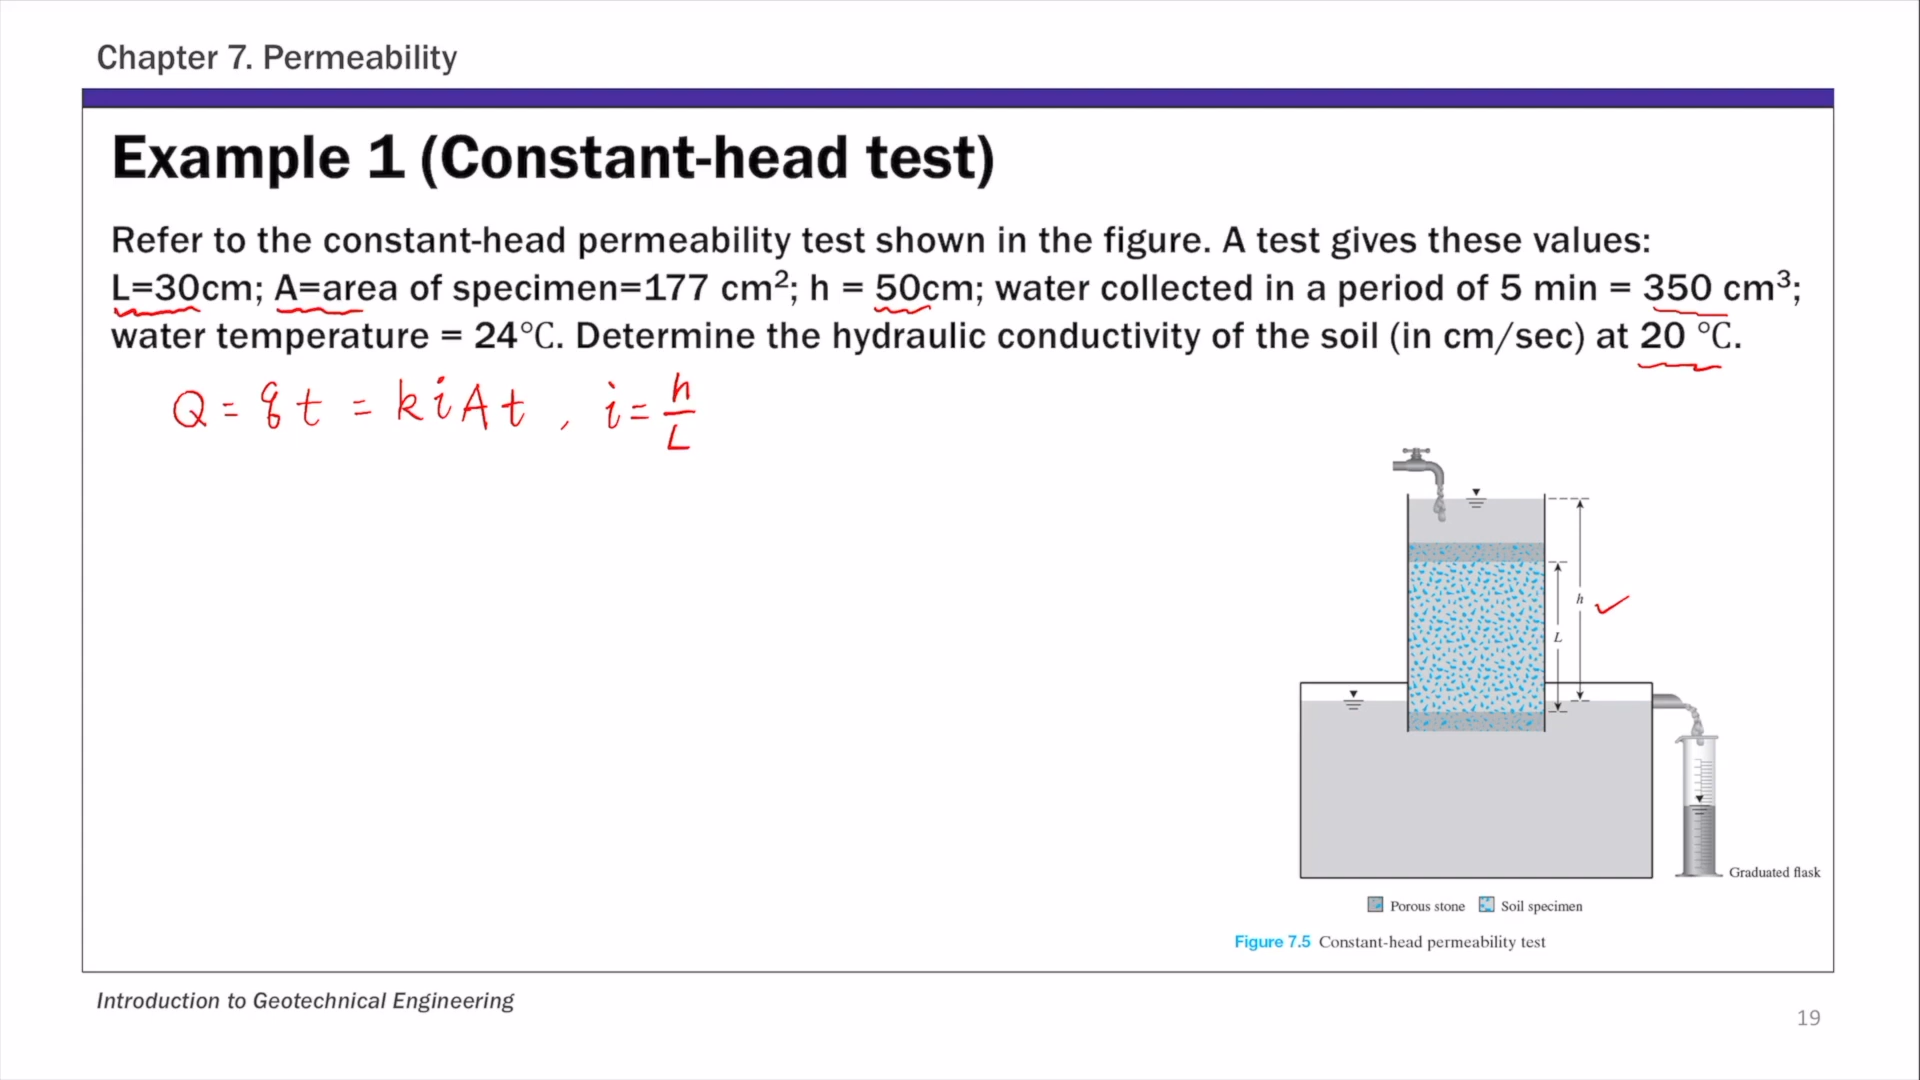 Chapter 7. Permeability
Example 1 (Constant-head test)
Refer to the constant-head permeability test shown in the figure. A test gives these values:
L=30cm; A=area of specimen=177 cm²; h = 50cm; water collected in a period of 5 min = 350 cm³;
water temperature = 24℃. Determine the hydraulic conductivity of the soil (in cm/sec) at 20 ℃.
Q = q t = k i A t , i = h/L
h
L
Graduated flask
Porous stone Soil specimen
Figure 7.5 Constant-head permeability test
Introduction to Geotechnical Engineering
19